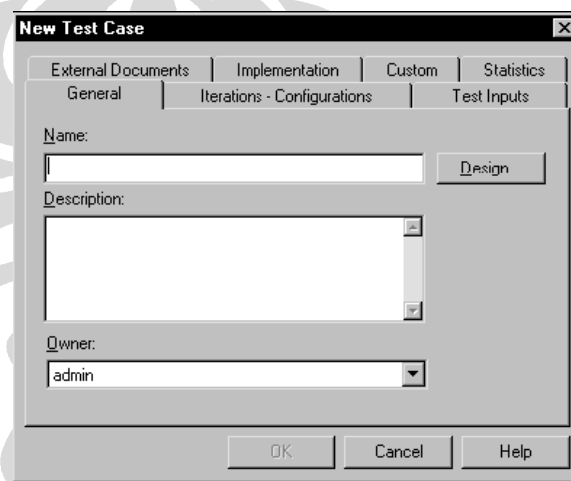 New Test Case
External Documents Implementation Custom Statistics
General Iterations - Configurations Test Inputs
Name:
Design
Description:
Owner:
admin
OK Cancel Help